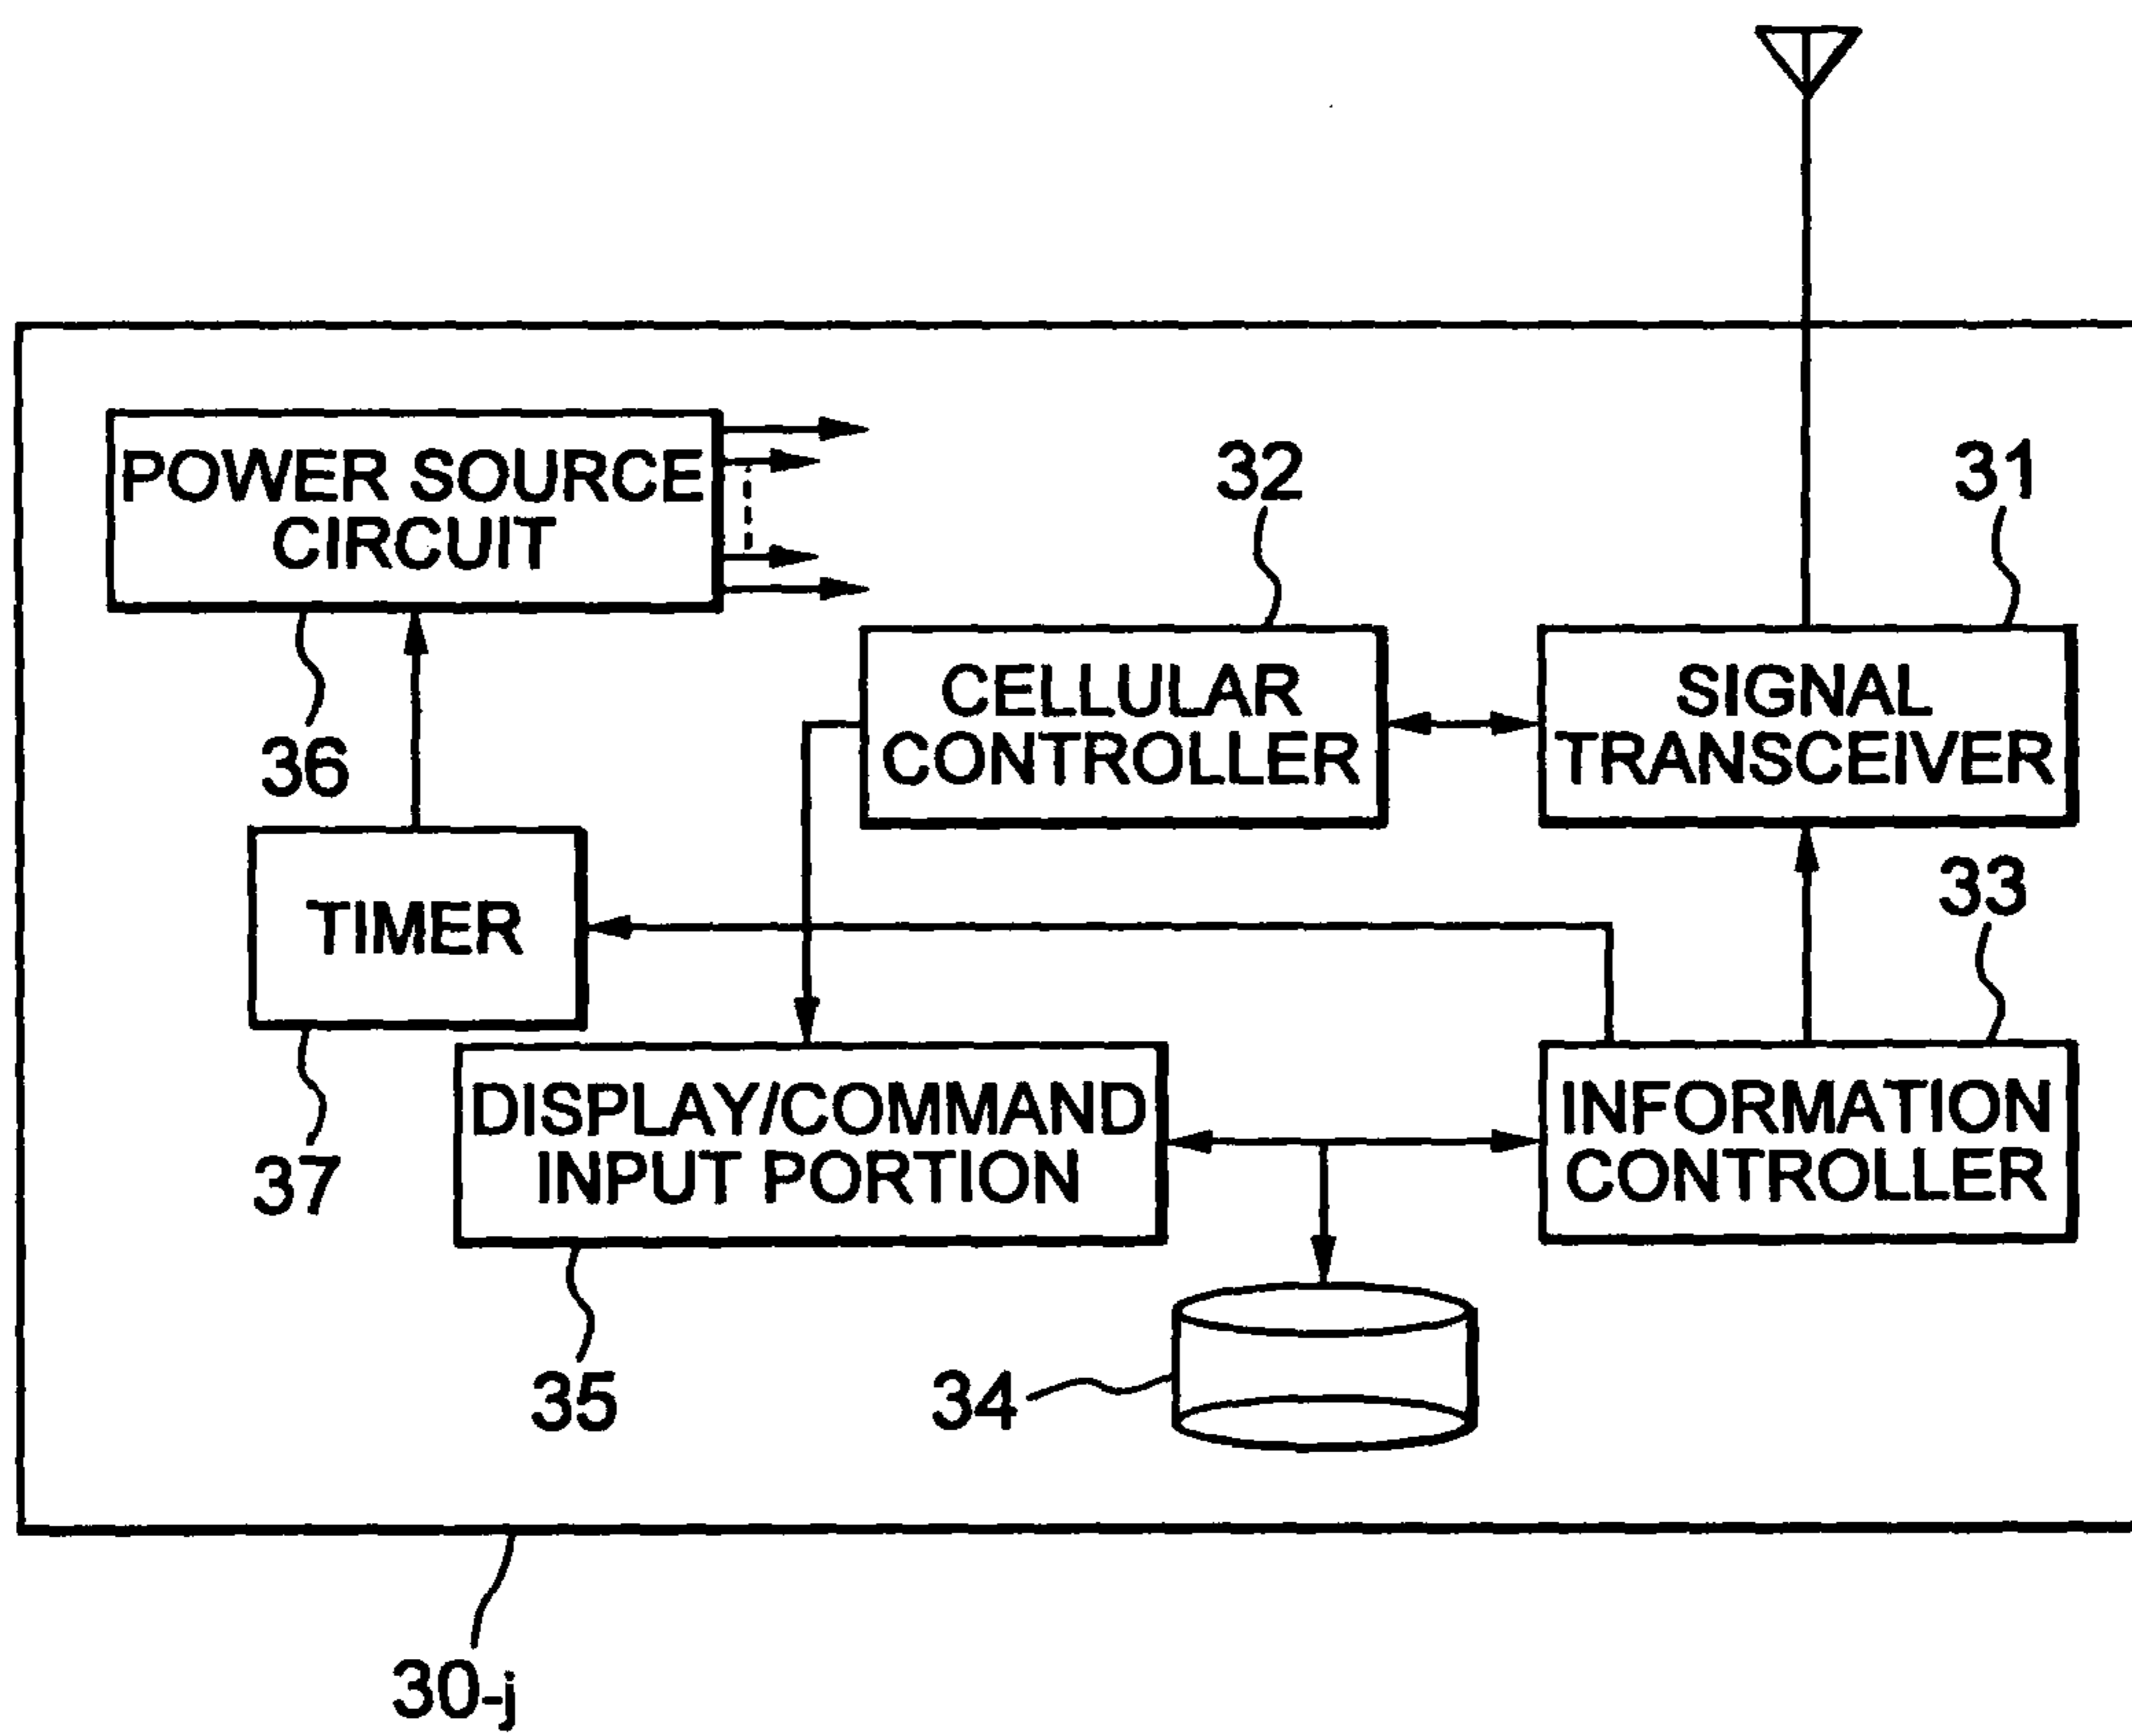 POWER SOURCE
CIRCUIT
32
31
CELLULAR
CONTROLLER
SIGNAL
TRANSCEIVER
36
33
TIMER
DISPLAY/COMMAND
INPUT PORTION
INFORMATION
CONTROLLER
37
35
34
30-j